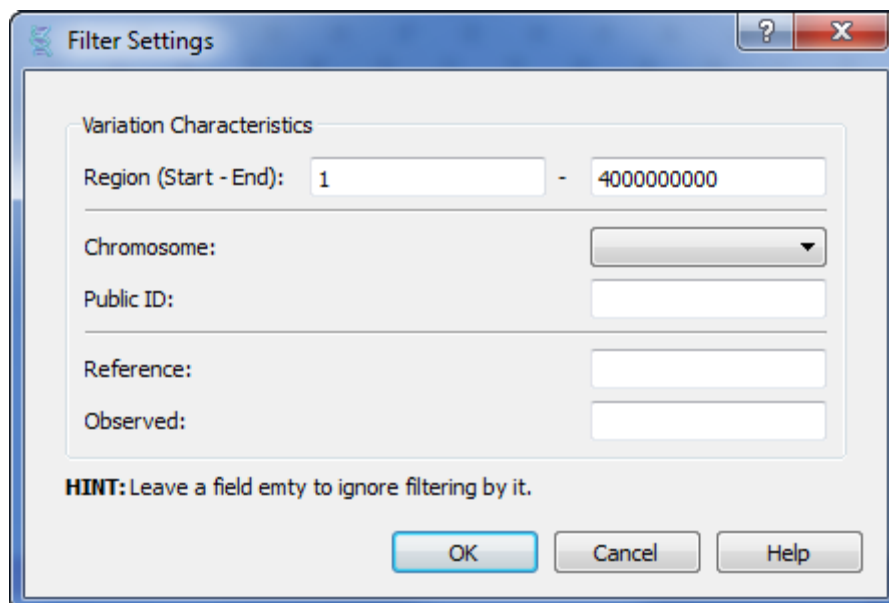 Filter Settings
?
Variation Characteristics
Region (Start - End): 1 - 4000000000
Chromosome:
Public ID:
Reference:
Observed:
HINT: Leave a field emty to ignore filtering by it.
OK Cancel Help